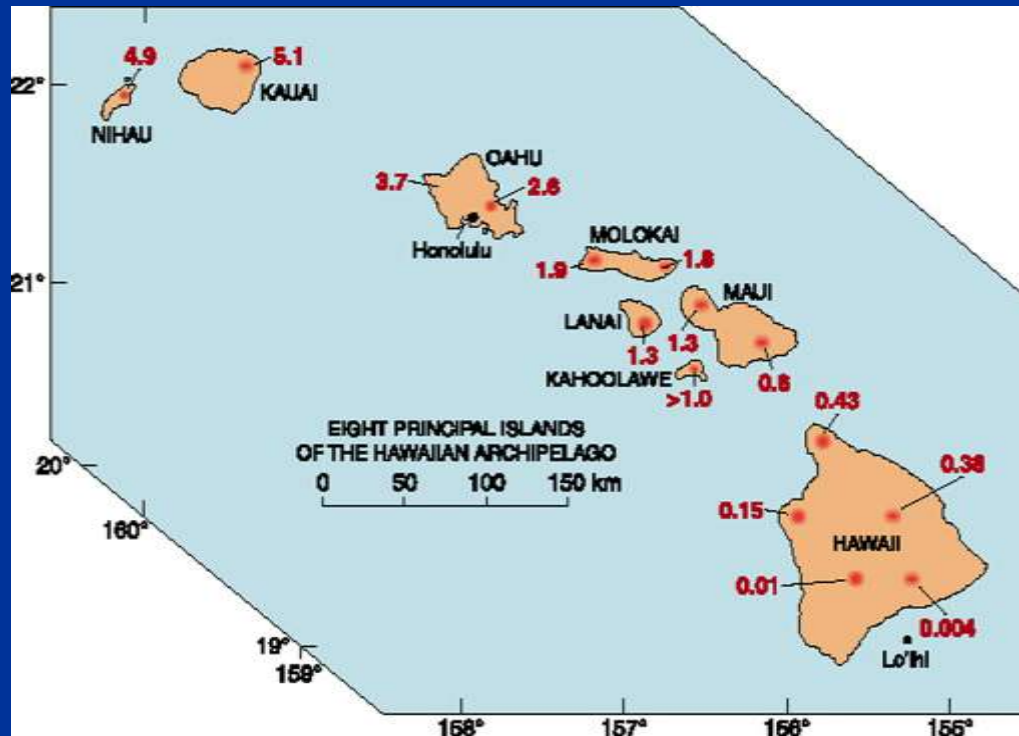 4.9
5.1
22°
KAUAI
NIHAU
OAHU
3.7
2.6
Honolulu
MOLOKAI
1.9
1.8
21°
MAUI
LANAI
1.3
1.3
KAHOOLAWE
0.8
>1.0
0.43
EIGHT PRINCIPAL ISLANDS
OF THE HAWAIIAN ARCHIPELAGO
20°
0 50 100 150 km
0.38
0.15
160°
HAWAII
0.01
0.004
19°
Lo'ihi
159°
158° 157° 156° 155°